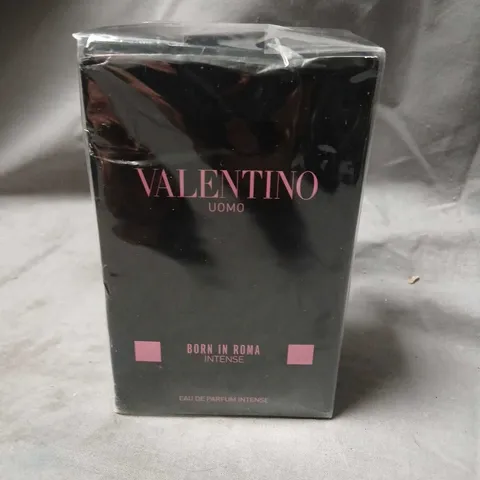 VALENTINO
UOMO
BORN IN ROMA
INTENSE
EAU DE PARFUM INTENSE